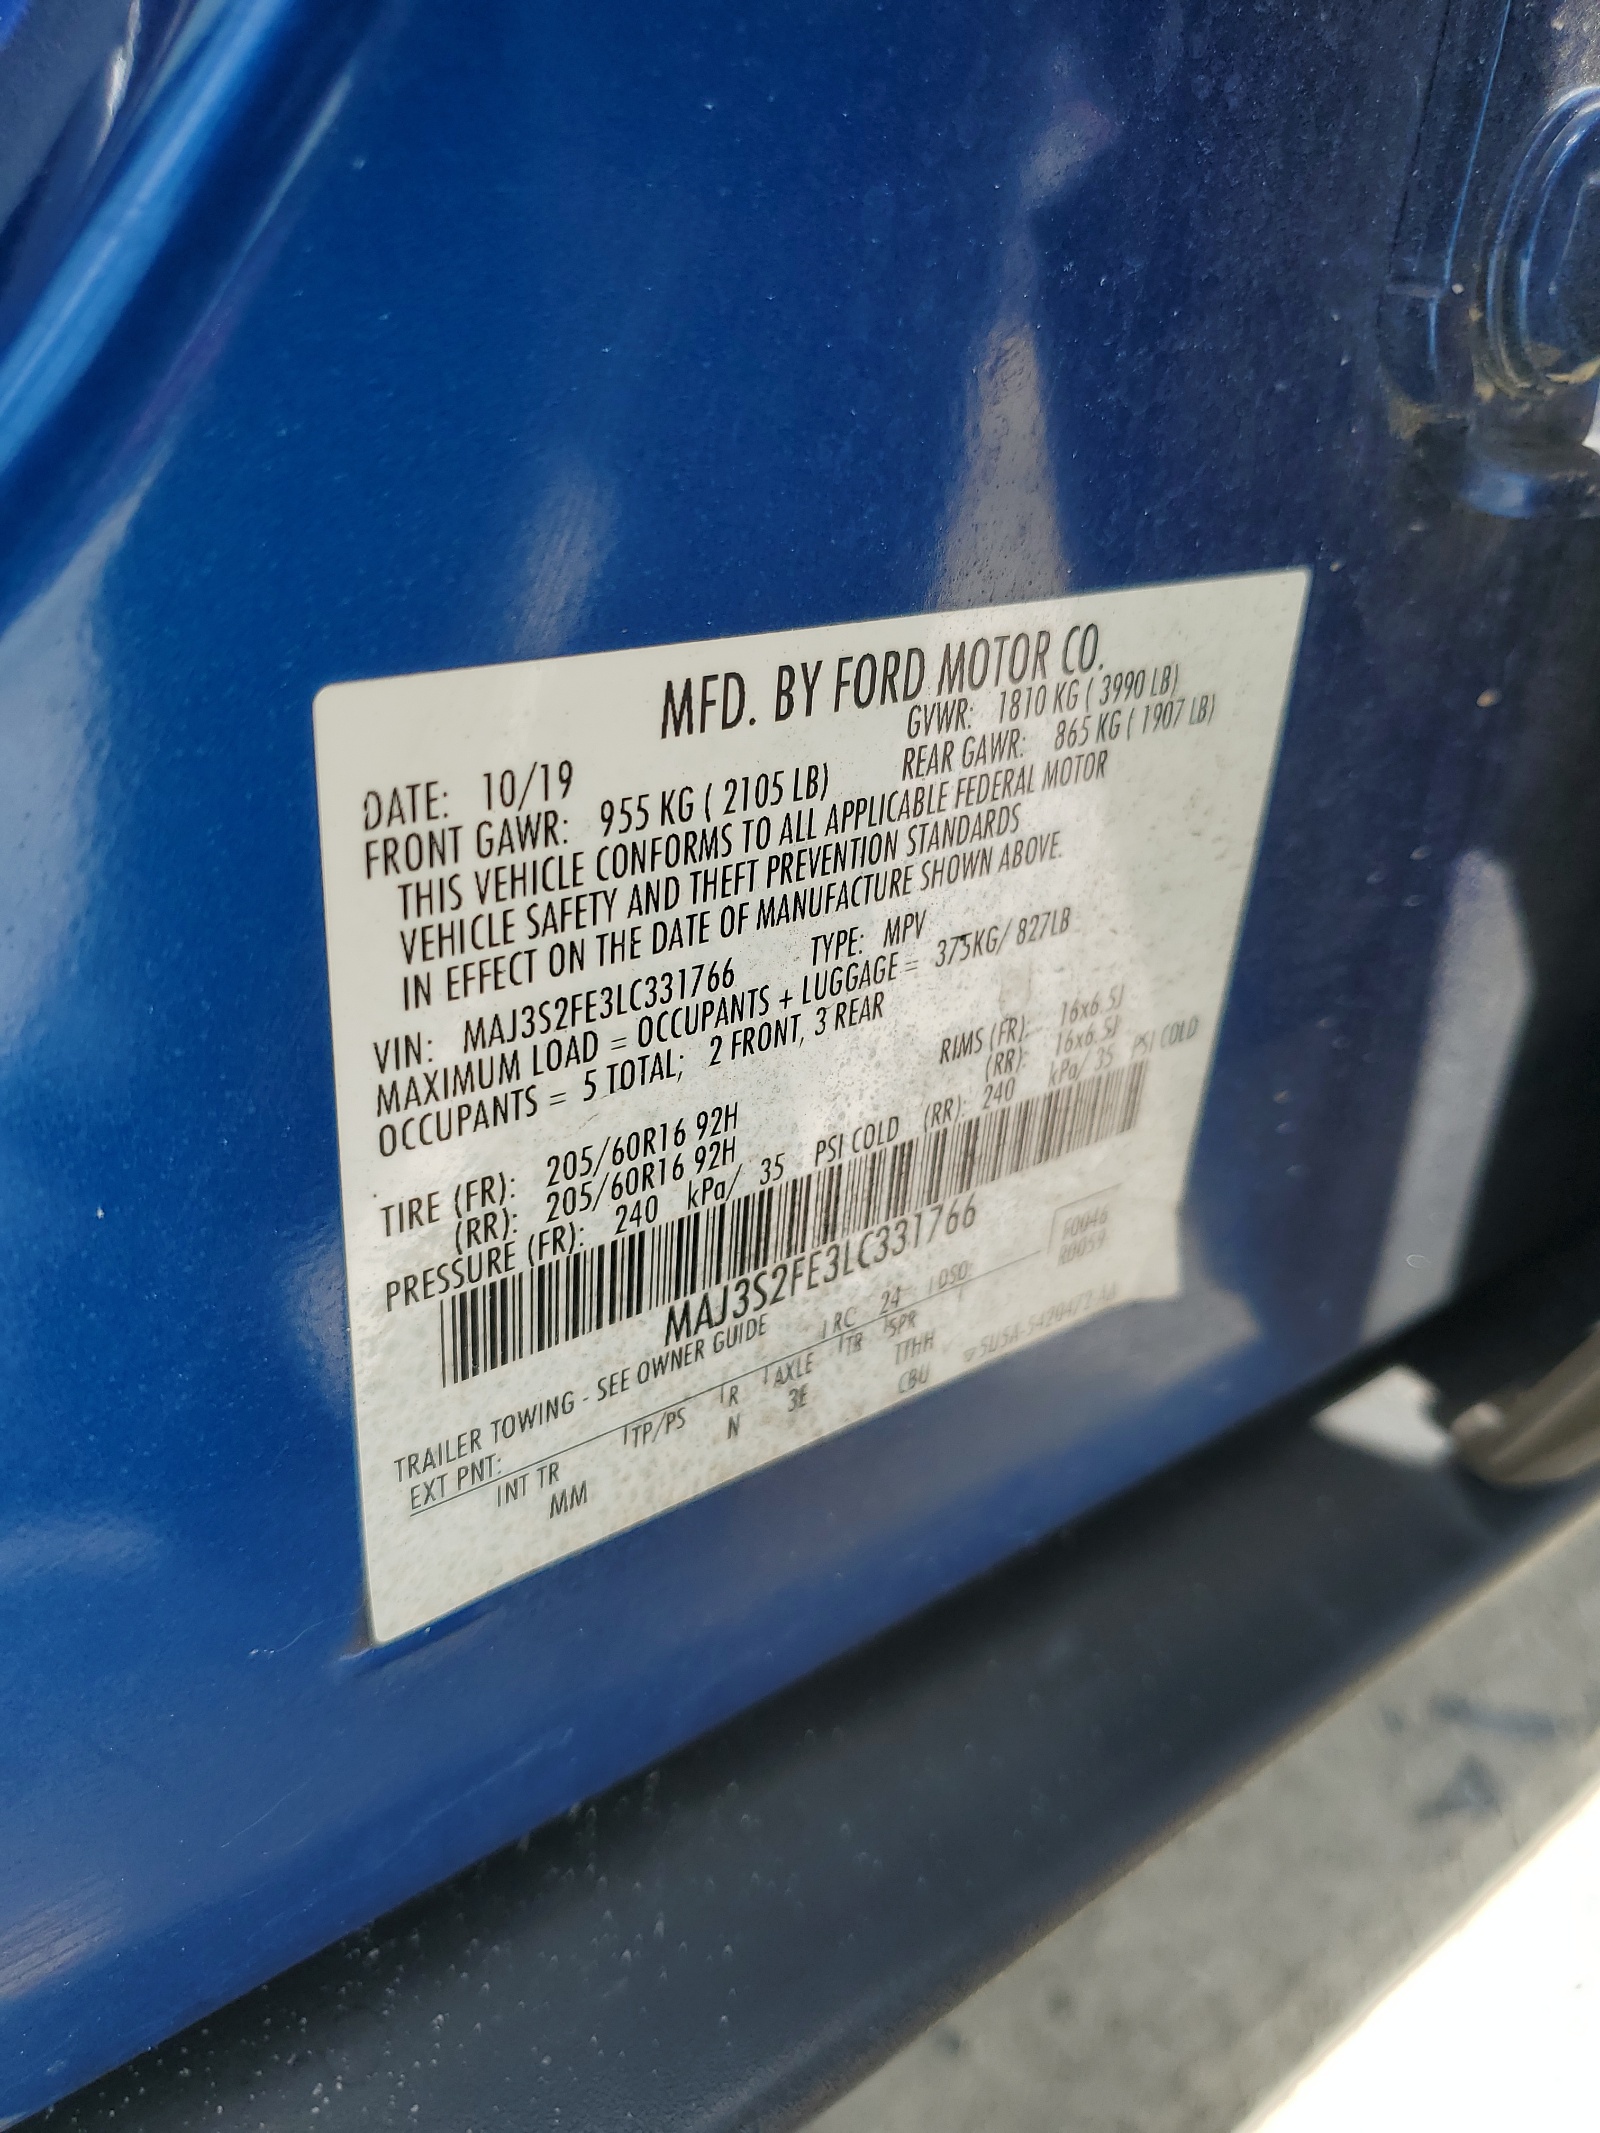 MFD. BY FORD MOTOR CO.
DATE: 10/19 GVWR: 1810 KG ( 3990 LB)
FRONT GAWR: 955 KG ( 2105 LB) REAR GAWR: 865 KG ( 1907 LB)
THIS VEHICLE CONFORMS TO ALL APPLICABLE FEDERAL MOTOR
VEHICLE SAFETY AND THEFT PREVENTION STANDARDS
IN EFFECT ON THE DATE OF MANUFACTURE SHOWN ABOVE.
VIN: MAJ3S2FE3LC331766 TYPE: MPV
MAXIMUM LOAD = OCCUPANTS + LUGGAGE = 375KG/ 827LB
OCCUPANTS = 5 TOTAL; 2 FRONT, 3 REAR
TIRE (FR): 205/60R16 92H RIMS (FR): 16x6.5J
(RR): 205/60R16 92H (RR): 16x6.5J
PRESSURE (FR): 240 kPa/ 35 PSI COLD (RR): 240 kPa/ 35 PSI COLD
MAJ3S2FE3LC331766
TRAILER TOWING - SEE OWNER GUIDE
EXT PNT: RC 24 DSO: F0046
R0059
INT TR TP/PS R AXLE TR SPR
MM N 3E TTHH
CBU